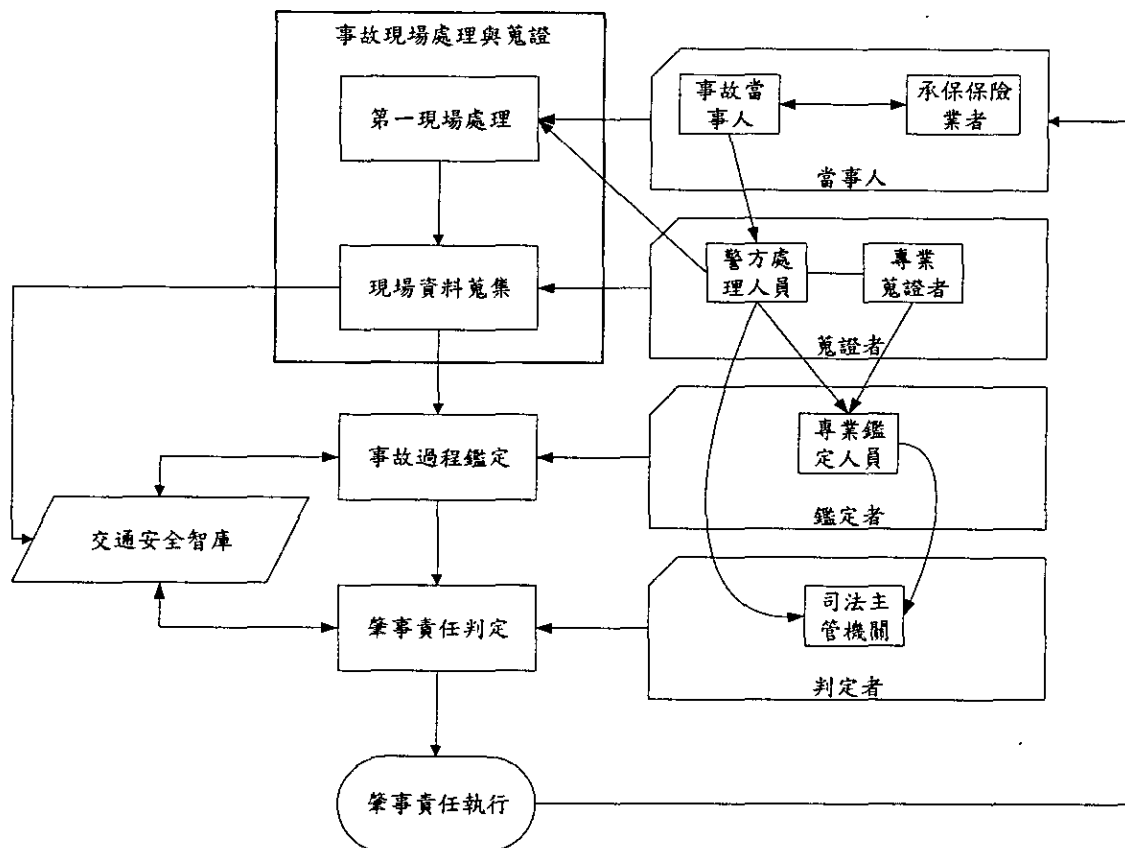 事故現場處理與蒐證
第一現場處理
現場資料蒐集
事故過程鑑定
交通安全智庫
肇事責任判定
肇事責任執行
事故當
事人
承保保險
業者
當事人
警方處
理人員
專業
蒐證者
蒐證者
專業鑑
定人員
鑑定者
司法主
管機關
判定者